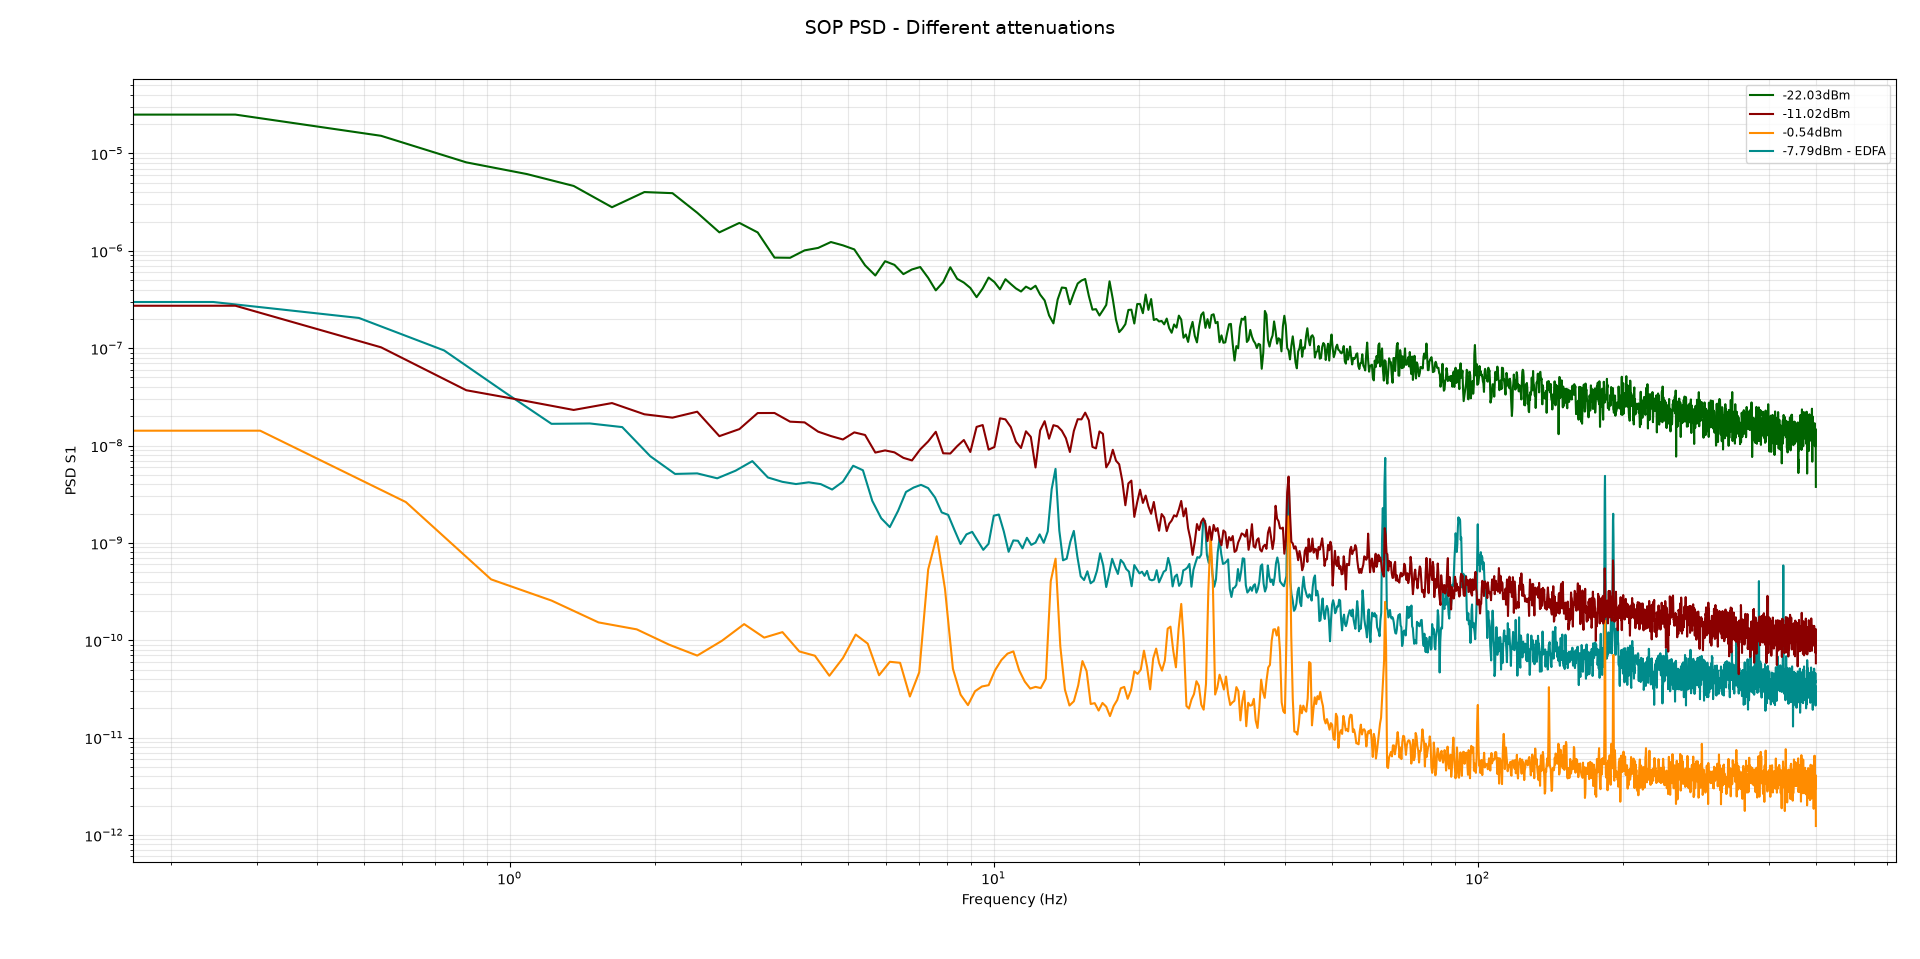 SOP PSD - Different attenuations
-22.03dBm
-11.02dBm
-0.54dBm
-7.79dBm - EDFA
PSD S1
10⁻⁵
10⁻⁶
10⁻⁷
10⁻⁸
10⁻⁹
10⁻¹⁰
10⁻¹¹
10⁻¹²
10⁰ 10¹ 10²
Frequency (Hz)